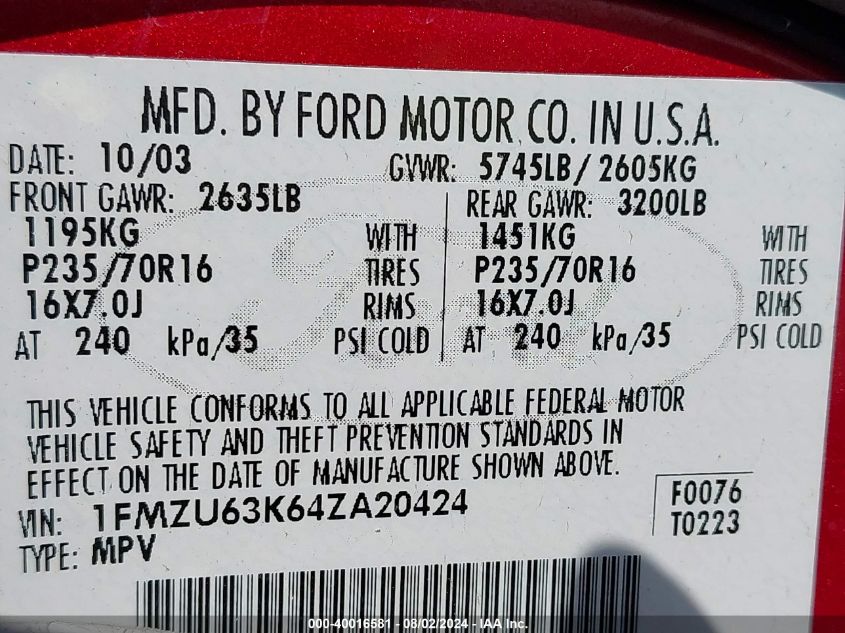 MFD. BY FORD MOTOR CO. IN U.S.A.
DATE: 10/03 GVWR: 5745LB/ 2605KG
FRONT GAWR: 2635LB REAR GAWR: 3200LB
1195KG WITH 1451KG WITH
P235/70R16 TIRES P235/70R16 TIRES
16X7.0J RIMS 16X7.0J RIMS
AT 240 kPa/35 PSI COLD AT 240 kPa/35 PSI COLD
THIS VEHICLE CONFORMS TO ALL APPLICABLE FEDERAL MOTOR
VEHICLE SAFETY AND THEFT PREVENTION STANDARDS IN
EFFECT ON THE DATE OF MANUFACTURE SHOWN ABOVE.
VIN: 1FMZU63K64ZA20424 F0076
TYPE: MPV T0223
000-40016581 - 08/02/2024 - IAA Inc.